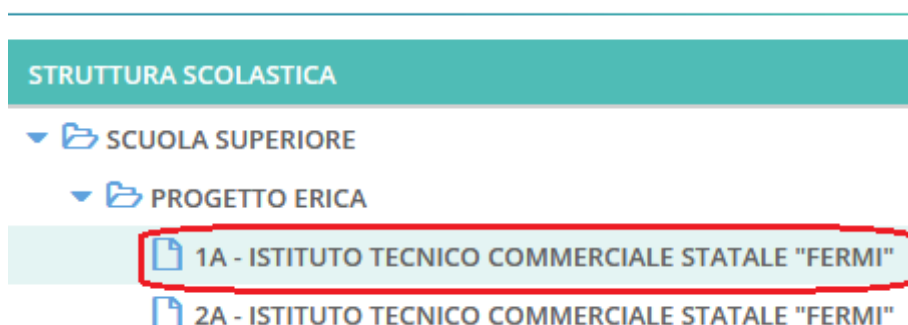 STRUTTURA SCOLASTICA
SCUOLA SUPERIORE
PROGETTO ERICA
1A - ISTITUTO TECNICO COMMERCIALE STATALE "FERMI"
2A - ISTITUTO TECNICO COMMERCIALE STATALE "FERMI"